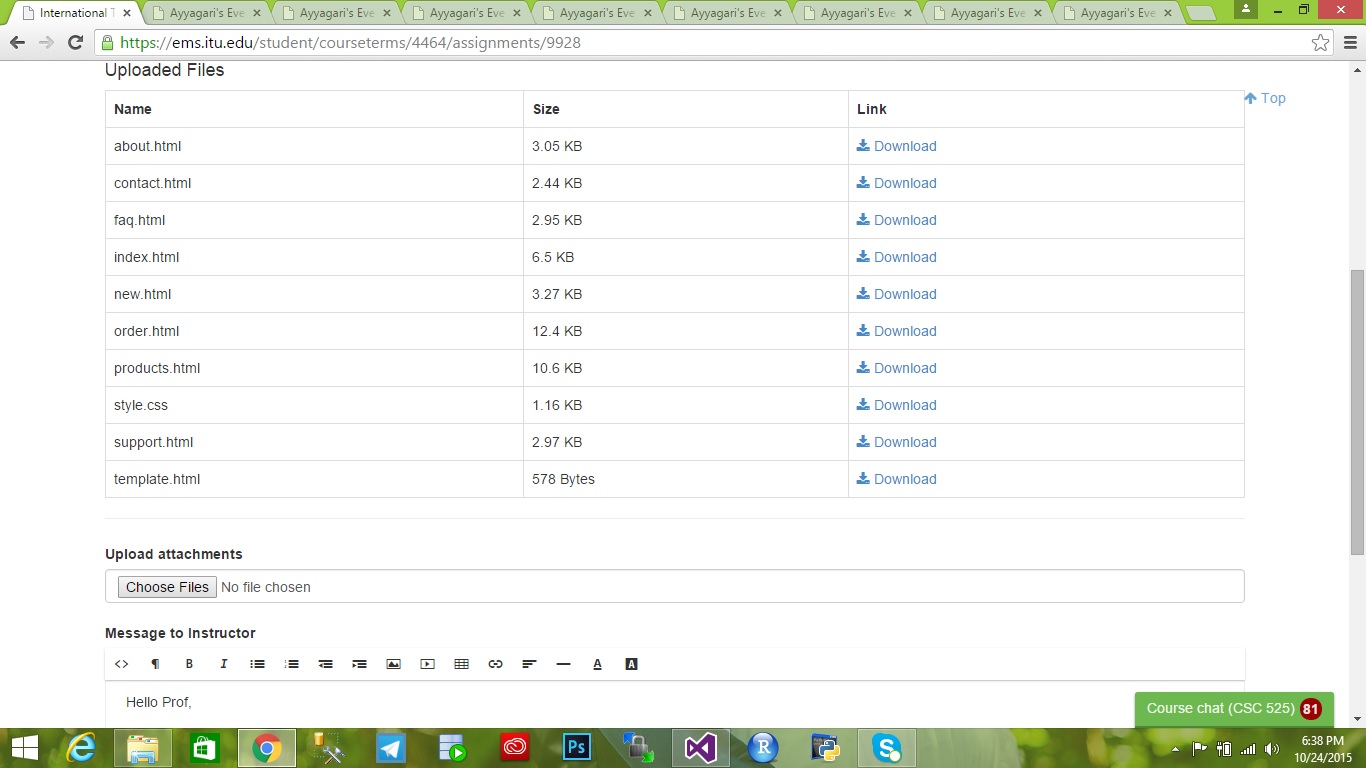 International T
Ayyagari's Eve
Ayyagari's Eve
Ayyagari's Eve
Ayyagari's Eve
Ayyagari's Eve
Ayyagari's Eve
Ayyagari's Eve
Ayyagari's Eve
https://ems.itu.edu/student/courseterms/4464/assignments/9928
Uploaded Files
Top
Name Size Link
about.html 3.05 KB Download
contact.html 2.44 KB Download
faq.html 2.95 KB Download
index.html 6.5 KB Download
new.html 3.27 KB Download
order.html 12.4 KB Download
products.html 10.6 KB Download
style.css 1.16 KB Download
support.html 2.97 KB Download
template.html 578 Bytes Download
Upload attachments
Choose Files No file chosen
Message to Instructor
<> ¶ B I A A
Hello Prof,
Course chat (CSC 525) 81
Ps R S
6:38 PM
10/24/2015